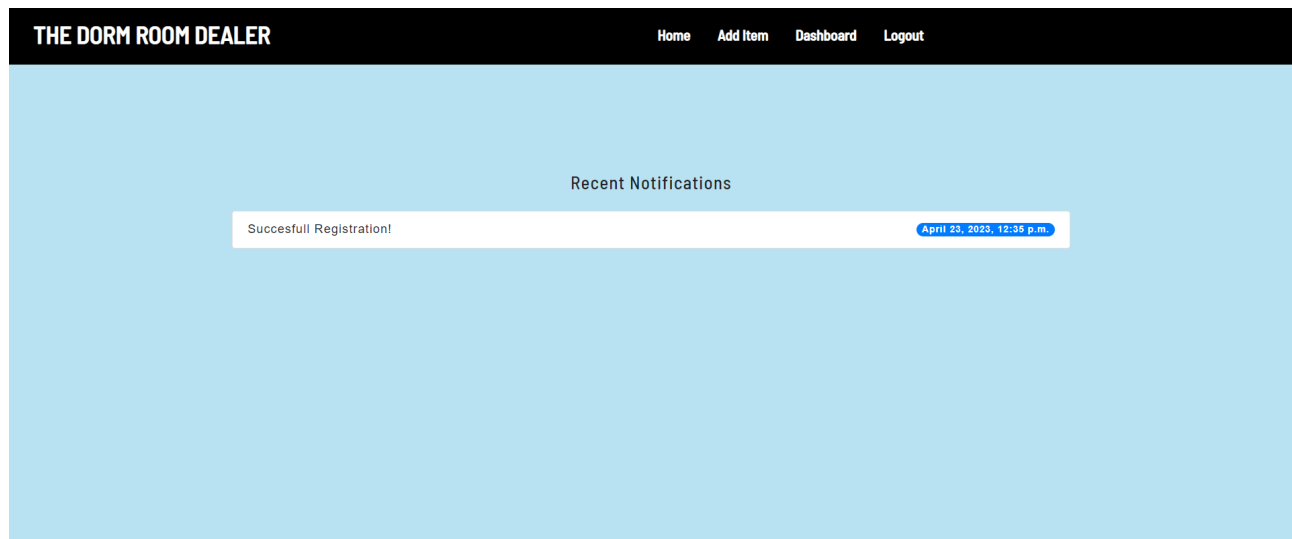 THE DORM ROOM DEALER Home Add Item Dashboard Logout
Recent Notifications
Succesfull Registration! April 23, 2023, 12:35 p.m.